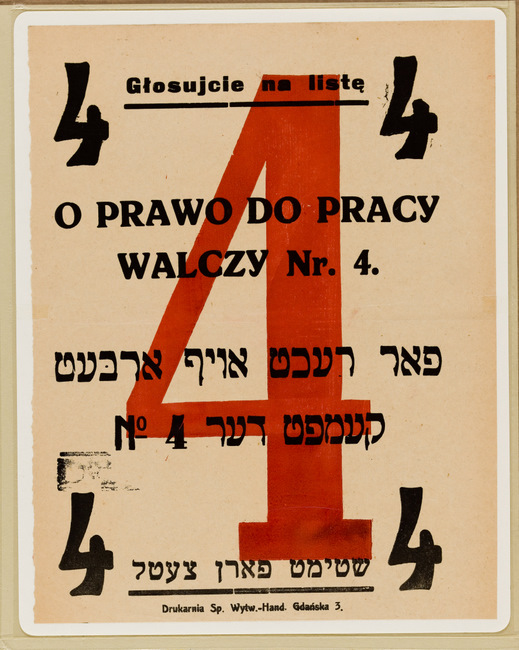 4
4
Głosujcie na listę
4
O PRAWO DO PRACY
WALCZY Nr. 4.
פאר רעכט אויף ארבעט
קעמפט דער 4 №
4
4
שטימט פארן צעטל
Drukarnia Sp. Wytw.-Hand. Gdańska 3.